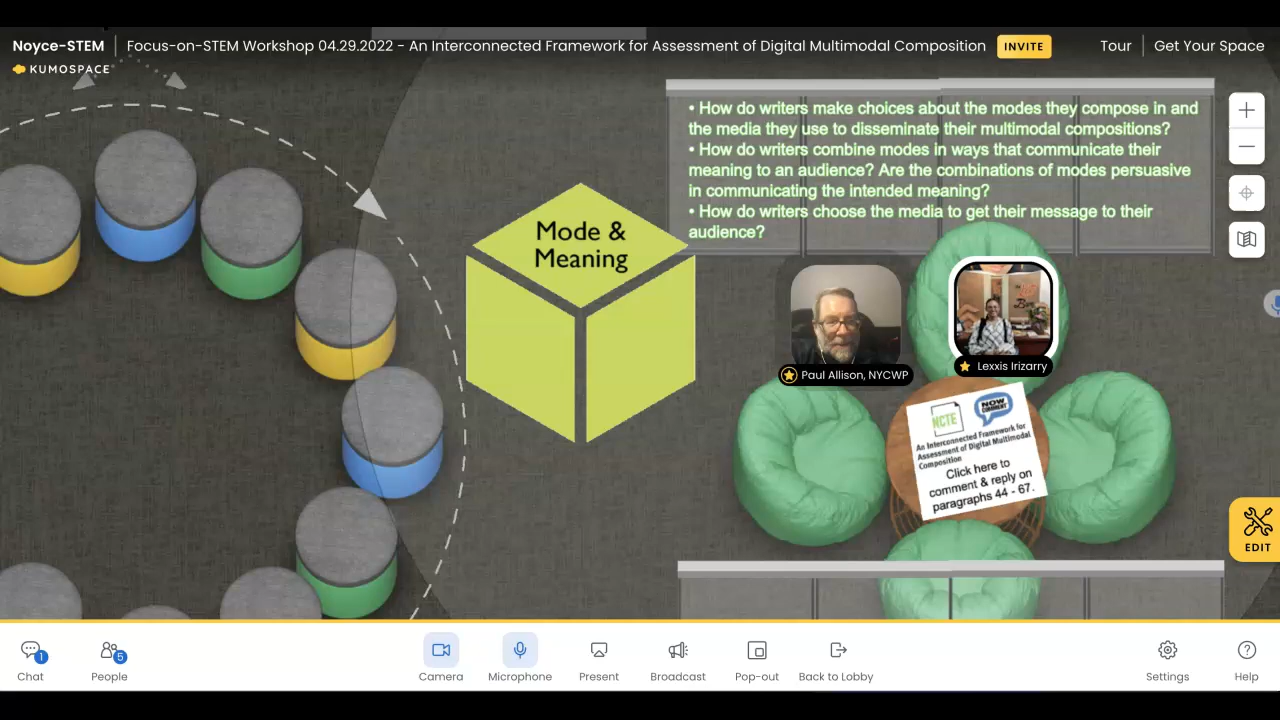 Noyce-STEM
Focus-on-STEM Workshop 04.29.2022 - An Interconnected Framework for Assessment of Digital Multimodal Composition
INVITE
Tour
Get Your Space
KUMOSPACE
• How do writers make choices about the modes they compose in and
the media they use to disseminate their multimodal compositions?
• How do writers combine modes in ways that communicate their
meaning to an audience? Are the combinations of modes persuasive
in communicating the intended meaning?
• How do writers choose the media to get their message to their
audience?
Mode &
Meaning
Paul Allison, NYCWP
Lexxis Irizarry
NCTE
NOW
COMMENT
An Interconnected Framework for
Assessment of Digital Multimodal
Composition
Click here to
comment & reply on
paragraphs 44 - 67.
EDIT
1
Chat
5
People
Camera
Microphone
Present
Broadcast
Pop-out
Back to Lobby
Settings
Help